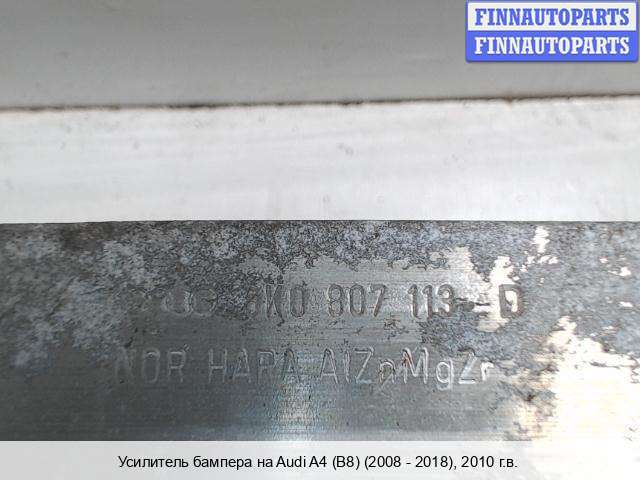 FINNAUTOPARTS
FINNAUTOPARTS
8K0 807 113 D
NOR HAPA AlZnMgZr
Усилитель бампера на Audi A4 (B8) (2008 - 2018), 2010 г.в.